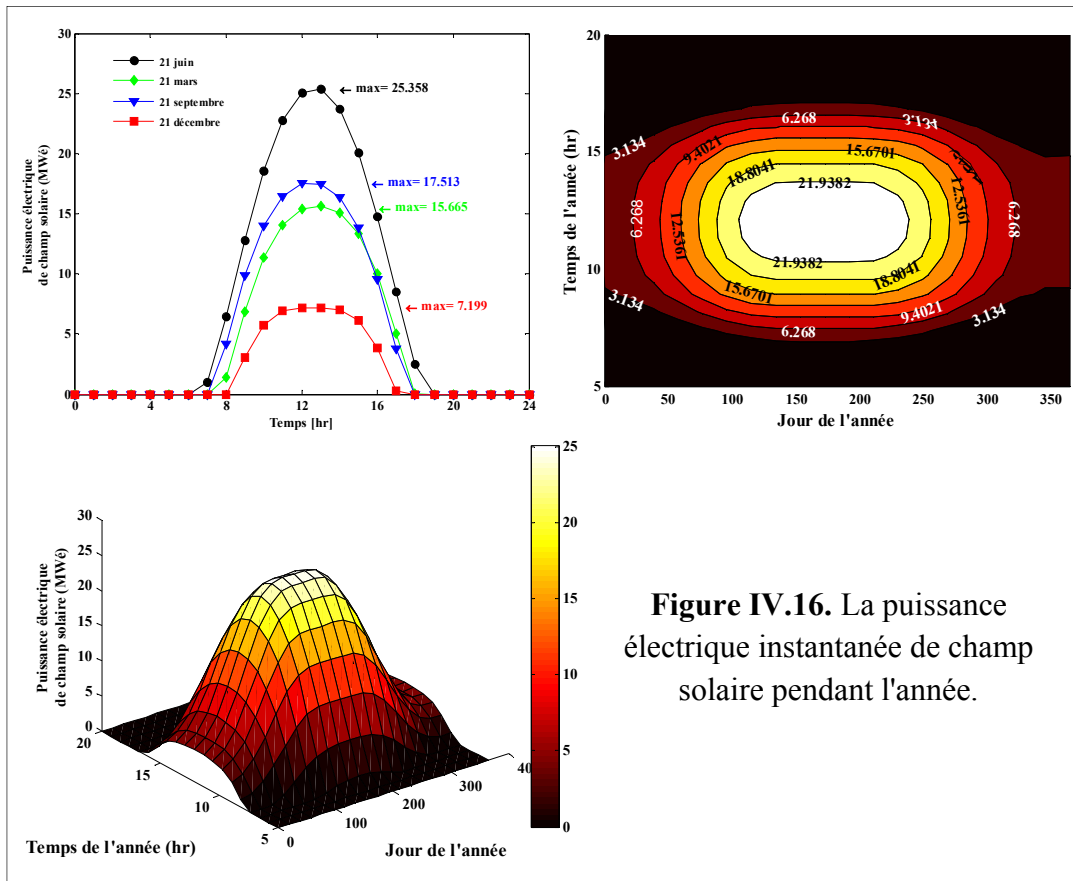 30
25
20
15
10
5
0
Puissance électrique
de champ solaire (MWé)
21 juin
21 mars
21 septembre
21 décembre
max= 25.358
max= 17.513
max= 15.665
max= 7.199
0 4 8 12 16 20 24
Temps [hr]
20
15
10
5
Temps de l'année (hr)
3.134
6.268
3.134
9.4021
15.6701
18.8041
21.9382
12.5361
6.268
12.5361
6.268
21.9382
18.8041
15.6701
9.4021
3.134
6.268
3.134
0 50 100 150 200 250 300 350
Jour de l'année
30
25
20
15
10
5
0
Puissance électrique
de champ solaire (MWé)
20
15
10
5
Temps de l'année (hr)
0
100
200
300
40
Jour de l'année
25
20
15
10
5
0
Figure IV.16. La puissance
électrique instantanée de champ
solaire pendant l'année.